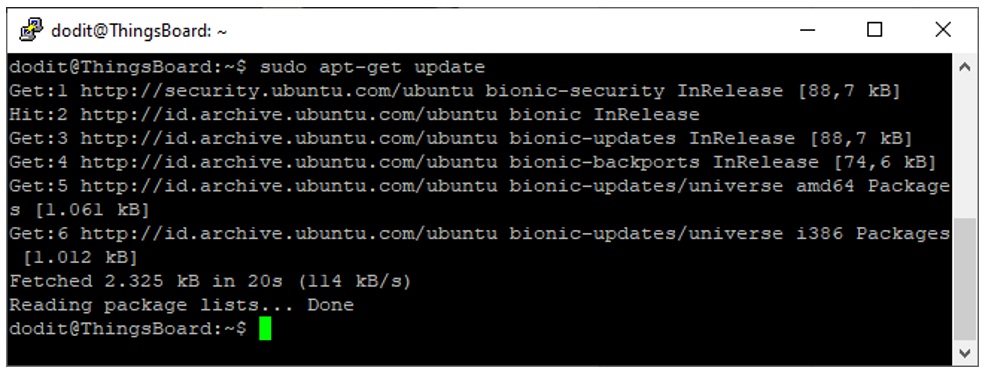 dodit@ThingsBoard: ~
dodit@ThingsBoard:~$ sudo apt-get update
Get:1 http://security.ubuntu.com/ubuntu bionic-security InRelease [88,7 kB]
Hit:2 http://id.archive.ubuntu.com/ubuntu bionic InRelease
Get:3 http://id.archive.ubuntu.com/ubuntu bionic-updates InRelease [88,7 kB]
Get:4 http://id.archive.ubuntu.com/ubuntu bionic-backports InRelease [74,6 kB]
Get:5 http://id.archive.ubuntu.com/ubuntu bionic-updates/universe amd64 Package
s [1.061 kB]
Get:6 http://id.archive.ubuntu.com/ubuntu bionic-updates/universe i386 Packages
 [1.012 kB]
Fetched 2.325 kB in 20s (114 kB/s)
Reading package lists... Done
dodit@ThingsBoard:~$